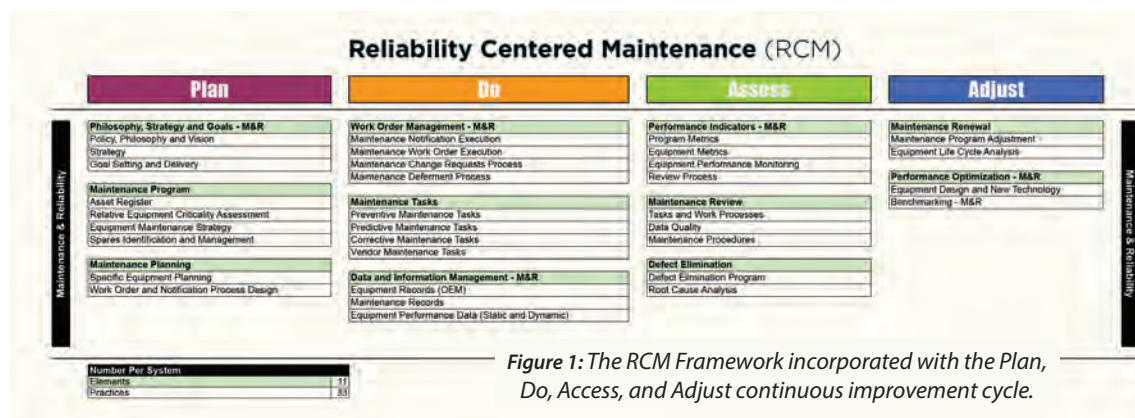 Reliability Centered Maintenance (RCM)
Plan
Do
Assess
Adjust
Maintenance & Reliability
Philosophy, Strategy and Goals - M&R
Policy, Philosophy and Vision
Strategy
Goal Setting and Delivery
Maintenance Program
Asset Register
Relative Equipment Criticality Assessment
Equipment Maintenance Strategy
Spares Identification and Management
Maintenance Planning
Specific Equipment Planning
Work Order and Notification Process Design
Work Order Management - M&R
Maintenance Notification Execution
Maintenance Work Order Execution
Maintenance Change Requests Process
Maintenance Deferment Process
Maintenance Tasks
Preventive Maintenance Tasks
Predictive Maintenance Tasks
Corrective Maintenance Tasks
Vendor Maintenance Tasks
Data and Information Management - M&R
Equipment Records (OEM)
Maintenance Records
Equipment Performance Data (Static and Dynamic)
Performance Indicators - M&R
Program Metrics
Equipment Metrics
Equipment Performance Monitoring
Review Process
Maintenance Review
Tasks and Work Processes
Data Quality
Maintenance Procedures
Defect Elimination
Defect Elimination Program
Root Cause Analysis
Maintenance Renewal
Maintenance Program Adjustment
Equipment Life Cycle Analysis
Performance Optimization - M&R
Equipment Design and New Technology
Benchmarking - M&R
Maintenance & Reliability
Number Per System
Elements 11
Practices 33
Figure 1: The RCM Framework incorporated with the Plan,
Do, Access, and Adjust continuous improvement cycle.